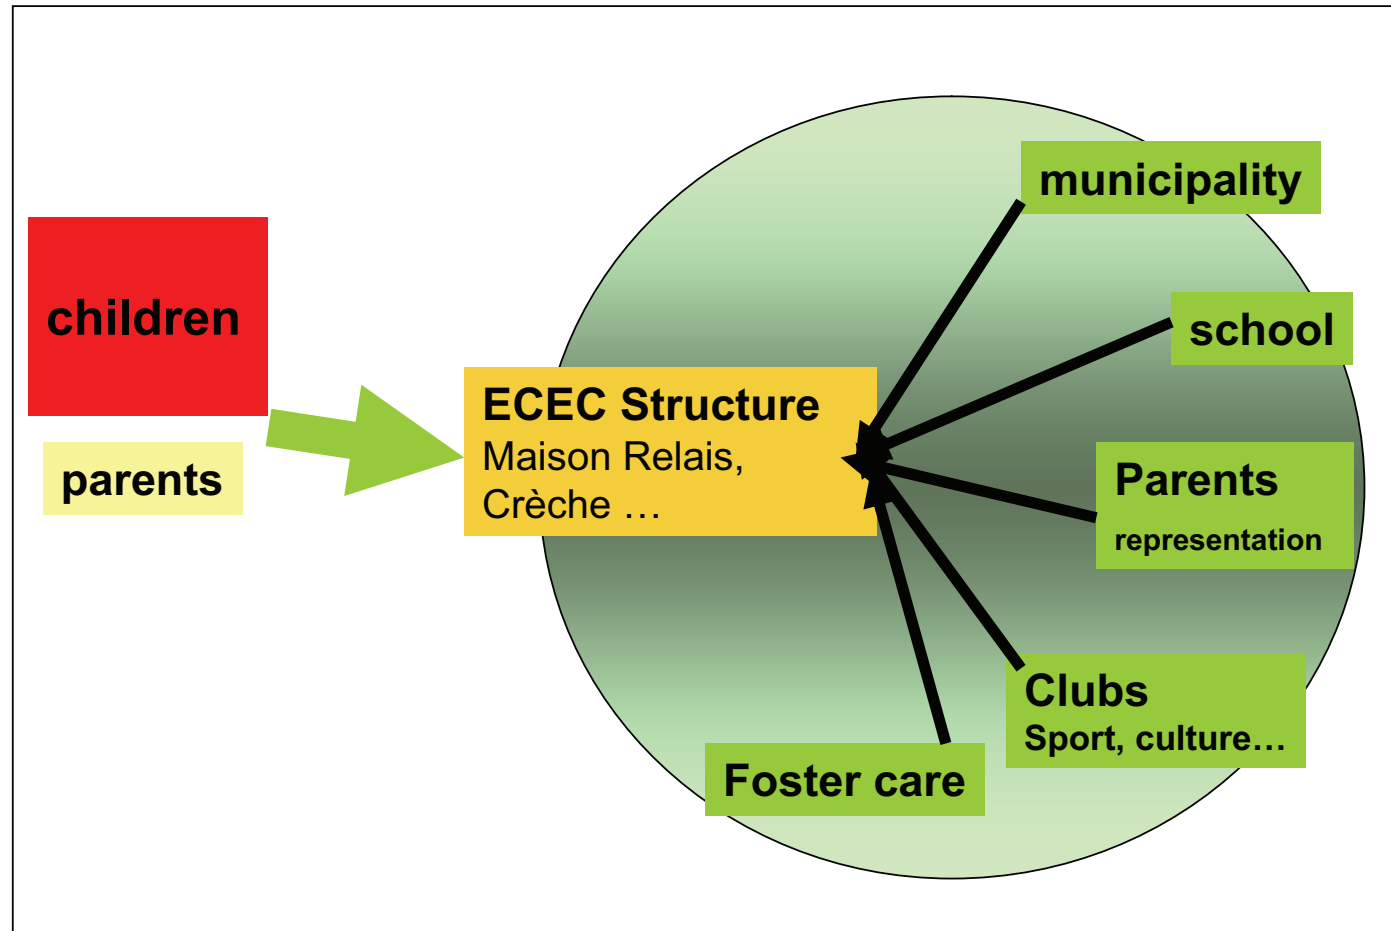 children
parents
ECEC Structure
Maison Relais,
Crèche …
municipality
school
Parents
representation
Clubs
Sport, culture…
Foster care